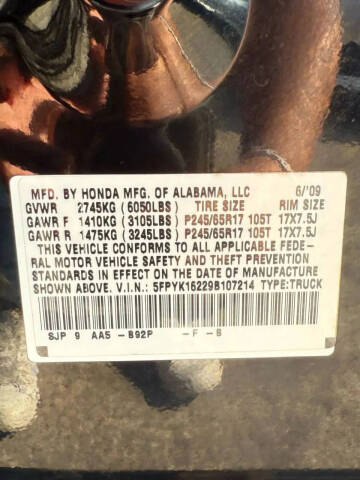 MFD. BY HONDA MFG. OF ALABAMA, LLC 6/'09
GVWR 2745KG (6050LBS) TIRE SIZE RIM SIZE
GAWR F 1410KG (3105LBS) P245/65R17 105T 17X7.5J
GAWR R 1475KG (3245LBS) P245/65R17 105T 17X7.5J
THIS VEHICLE CONFORMS TO ALL APPLICABLE FEDE-
RAL MOTOR VEHICLE SAFETY AND THEFT PREVENTION
STANDARDS IN EFFECT ON THE DATE OF MANUFACTURE
SHOWN ABOVE. V.I.N.: 5FPYK16229B107214 TYPE:TRUCK
SJP 9 AA5 -B92P -F -B